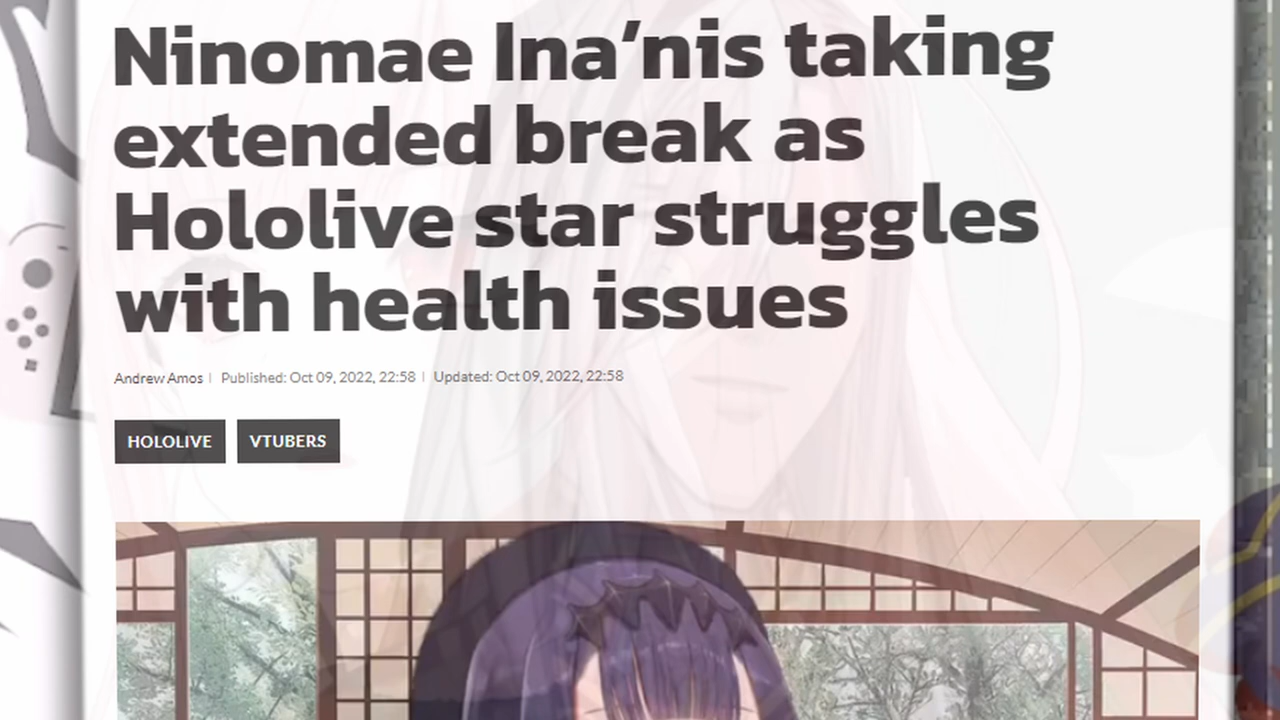 Ninomae Ina’nis taking
extended break as
Hololive star struggles
with health issues
Andrew Amos | Published: Oct 09, 2022, 22:58 | Updated: Oct 09, 2022, 22:58
HOLOLIVE VTUBERS